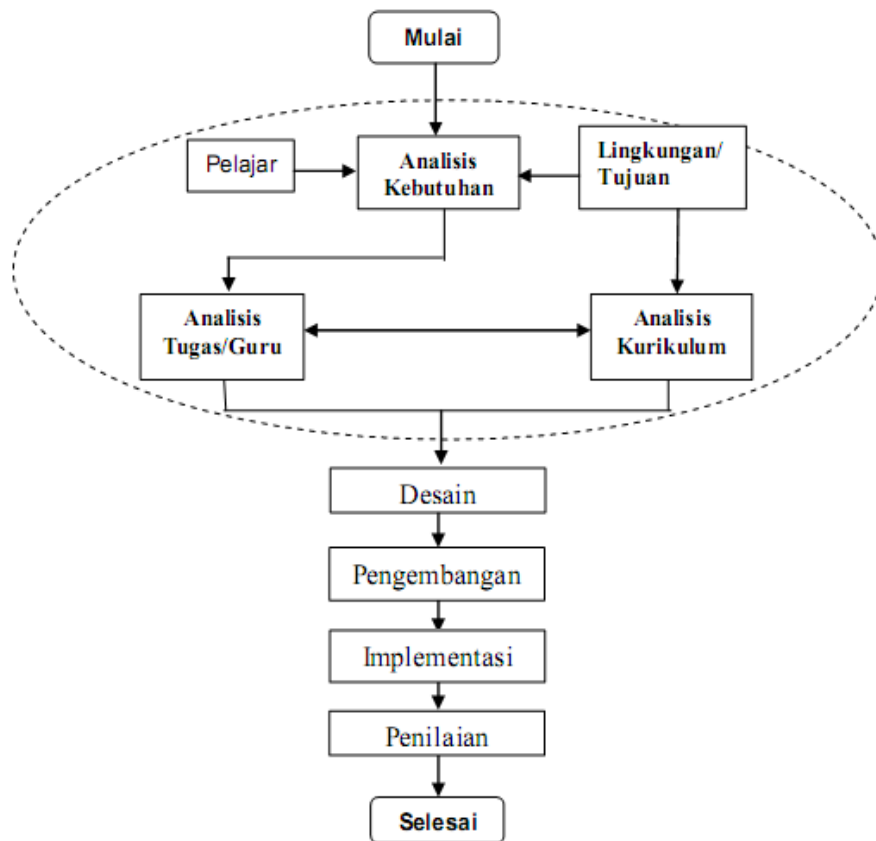 Mulai
Pelajar
Analisis
Kebutuhan
Lingkungan/
Tujuan
Analisis
Tugas/Guru
Analisis
Kurikulum
Desain
Pengembangan
Implementasi
Penilaian
Selesai